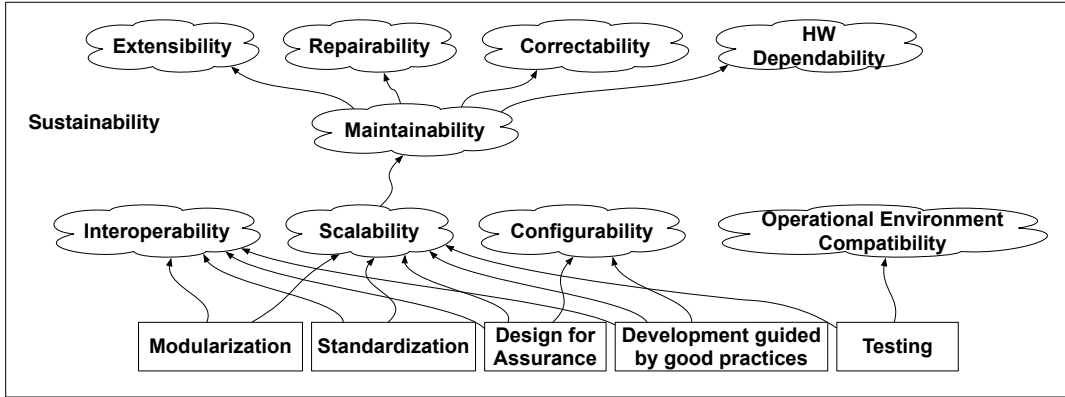 Extensibility
Repairability
Correctability
HW
Dependability
Sustainability
Maintainability
Interoperability
Scalability
Configurability
Operational Environment
Compatibility
Modularization
Standardization
Design for
Assurance
Development guided
by good practices
Testing